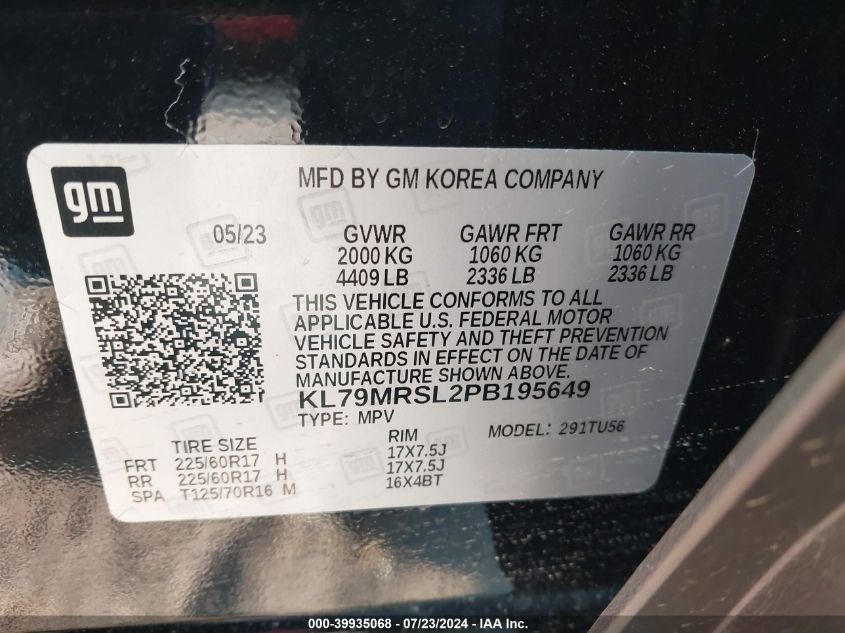 gm
MFD BY GM KOREA COMPANY
05/23 GVWR GAWR FRT GAWR RR
2000 KG 1060 KG 1060 KG
4409 LB 2336 LB 2336 LB
THIS VEHICLE CONFORMS TO ALL
APPLICABLE U.S. FEDERAL MOTOR
VEHICLE SAFETY AND THEFT PREVENTION
STANDARDS IN EFFECT ON THE DATE OF
MANUFACTURE SHOWN ABOVE.
KL79MRSL2PB195649
TYPE: MPV MODEL: 291TU56
TIRE SIZE RIM
FRT 225/60R17 H 17X7.5J
RR 225/60R17 H 17X7.5J
SPA T125/70R16 M 16X4BT
000-39935068 / 07/23/2024 - IAA Inc.